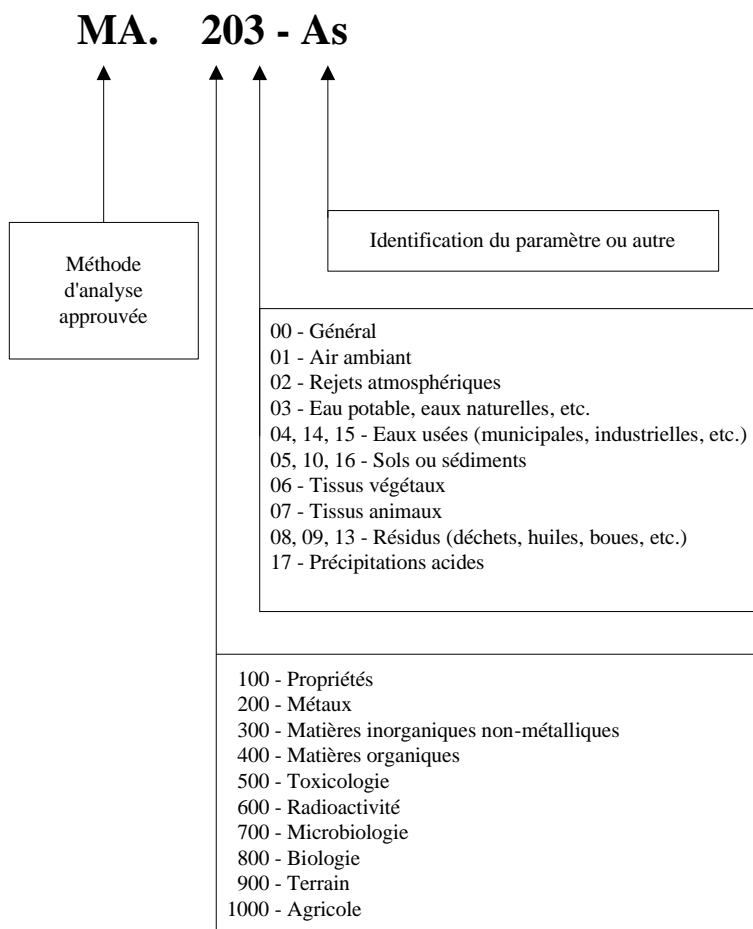 MA. 203 - As
Méthode
d'analyse
approuvée
Identification du paramètre ou autre
00 - Général
01 - Air ambiant
02 - Rejets atmosphériques
03 - Eau potable, eaux naturelles, etc.
04, 14, 15 - Eaux usées (municipales, industrielles, etc.)
05, 10, 16 - Sols ou sédiments
06 - Tissus végétaux
07 - Tissus animaux
08, 09, 13 - Résidus (déchets, huiles, boues, etc.)
17 - Précipitations acides
100 - Propriétés
200 - Métaux
300 - Matières inorganiques non-métalliques
400 - Matières organiques
500 - Toxicologie
600 - Radioactivité
700 - Microbiologie
800 - Biologie
900 - Terrain
1000 - Agricole